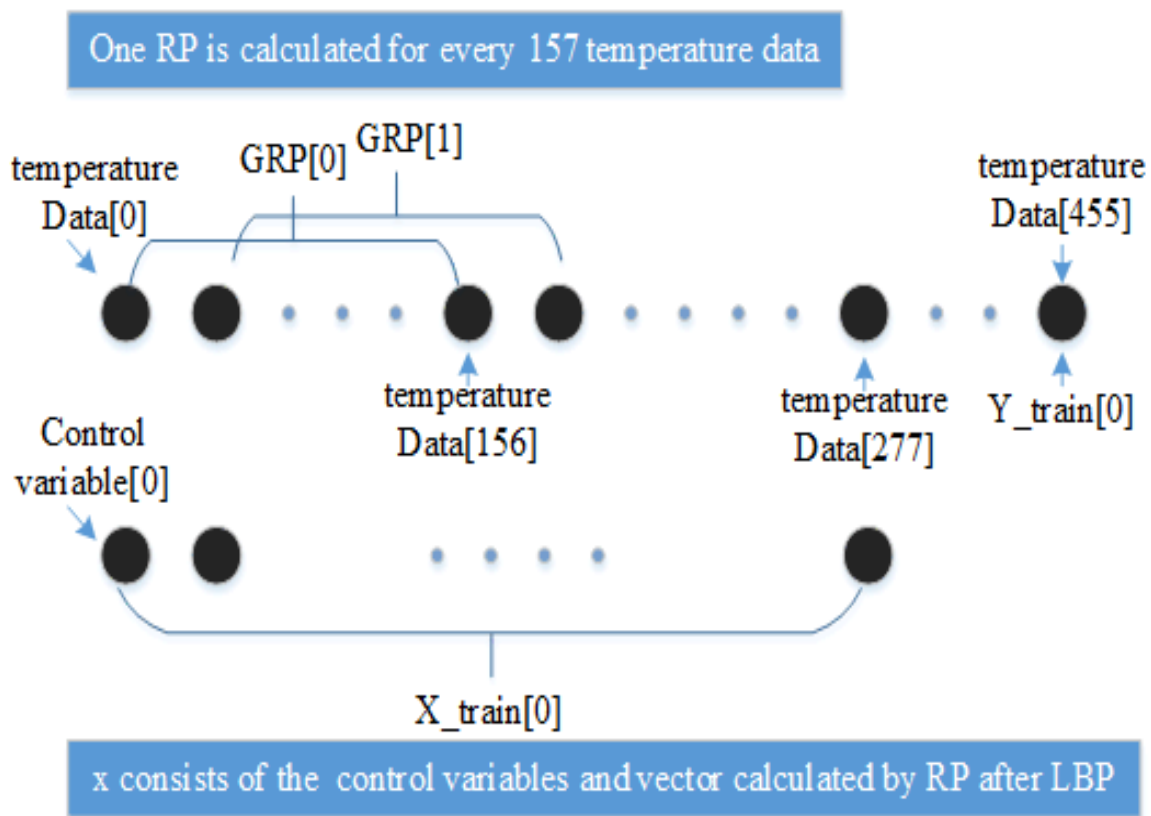 One RP is calculated for every 157 temperature data
GRP[0]
GRP[1]
temperature
Data[0]
temperature
Data[455]
temperature
Data[156]
temperature
Data[277]
Y_train[0]
Control
variable[0]
X_train[0]
x consists of the control variables and vector calculated by RP after LBP